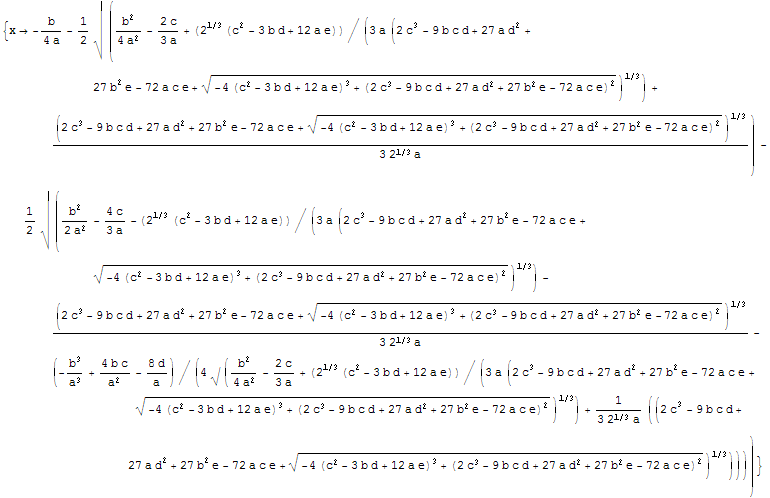 {x → -b/(4 a) - 1/2 √((b²/(4 a²) - (2 c)/(3 a) + (2^(1/3) (c² - 3 b d + 12 a e)) / (3 a (2 c³ - 9 b c d + 27 a d² +
27 b² e - 72 a c e + √(-4 (c² - 3 b d + 12 a e)³ + (2 c³ - 9 b c d + 27 a d² + 27 b² e - 72 a c e)²))^(1/3)) +
(2 c³ - 9 b c d + 27 a d² + 27 b² e - 72 a c e + √(-4 (c² - 3 b d + 12 a e)³ + (2 c³ - 9 b c d + 27 a d² + 27 b² e - 72 a c e)²))^(1/3) / (3 2^(1/3) a))) -
1/2 √((b²/(2 a²) - (4 c)/(3 a) - (2^(1/3) (c² - 3 b d + 12 a e)) / (3 a (2 c³ - 9 b c d + 27 a d² + 27 b² e - 72 a c e +
√(-4 (c² - 3 b d + 12 a e)³ + (2 c³ - 9 b c d + 27 a d² + 27 b² e - 72 a c e)²))^(1/3)) -
(2 c³ - 9 b c d + 27 a d² + 27 b² e - 72 a c e + √(-4 (c² - 3 b d + 12 a e)³ + (2 c³ - 9 b c d + 27 a d² + 27 b² e - 72 a c e)²))^(1/3) / (3 2^(1/3) a) -
(-b³/a³ + (4 b c)/a² - (8 d)/a) / (4 √((b²/(4 a²) - (2 c)/(3 a) + (2^(1/3) (c² - 3 b d + 12 a e)) / (3 a (2 c³ - 9 b c d + 27 a d² + 27 b² e - 72 a c e +
√(-4 (c² - 3 b d + 12 a e)³ + (2 c³ - 9 b c d + 27 a d² + 27 b² e - 72 a c e)²))^(1/3)) + 1/(3 2^(1/3) a) ((2 c³ - 9 b c d +
27 a d² + 27 b² e - 72 a c e + √(-4 (c² - 3 b d + 12 a e)³ + (2 c³ - 9 b c d + 27 a d² + 27 b² e - 72 a c e)²))^(1/3))))))}